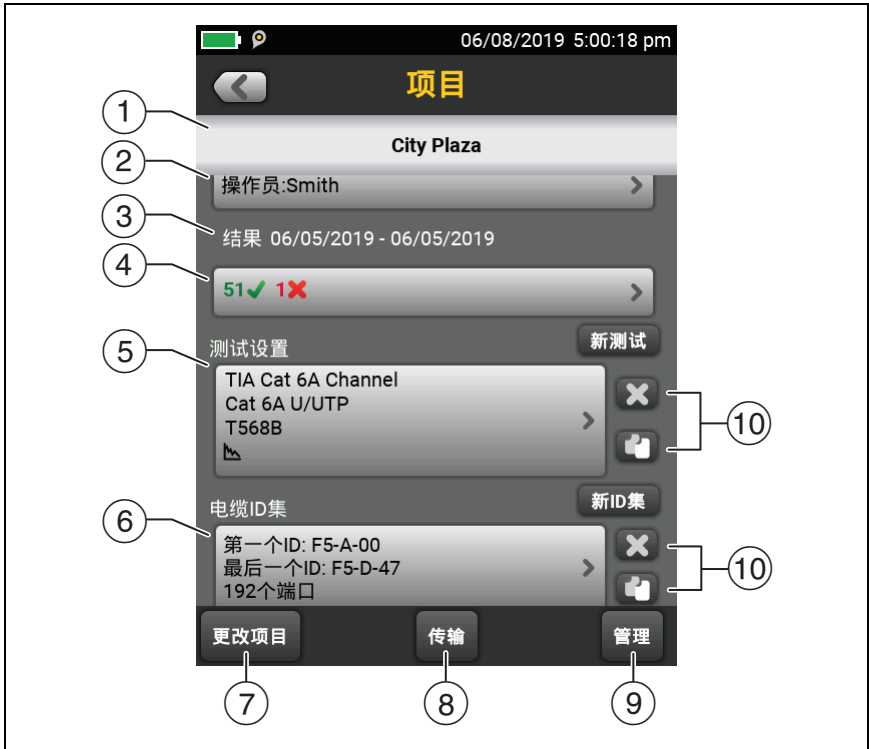 06/08/2019 5:00:18 pm
项目
1
City Plaza
2
操作员:Smith
3
结果 06/05/2019 - 06/05/2019
4
51 1
新测试
5
测试设置
TIA Cat 6A Channel
Cat 6A U/UTP
T568B
10
新ID集
6
电缆ID集
第一个ID: F5-A-00
最后一个ID: F5-D-47
192个端口
10
更改项目
传输
管理
7
8
9